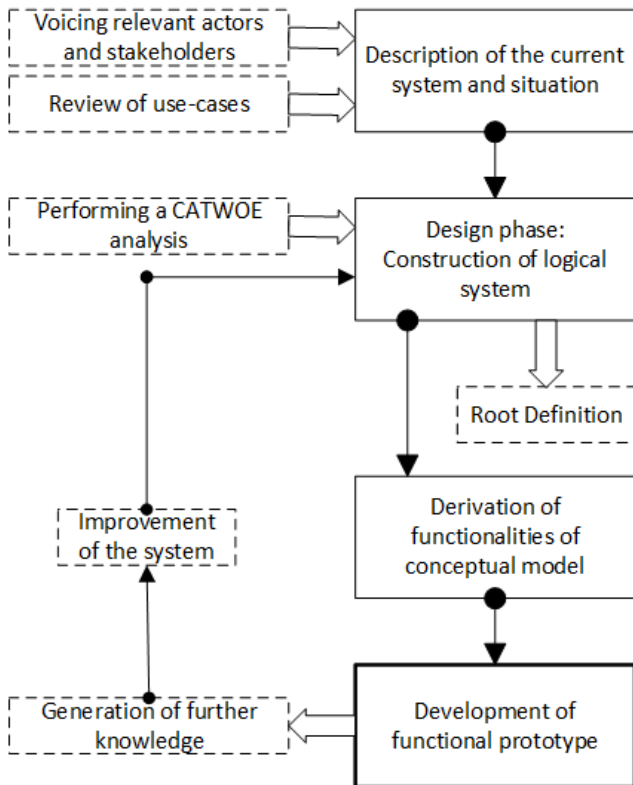 Voicing relevant actors
and stakeholders
Description of the current
system and situation
Review of use-cases
Performing a CATWOE
analysis
Design phase:
Construction of logical
system
Root Definition
Derivation of
functionalities of
conceptual model
Improvement
of the system
Generation of further
knowledge
Development of
functional prototype